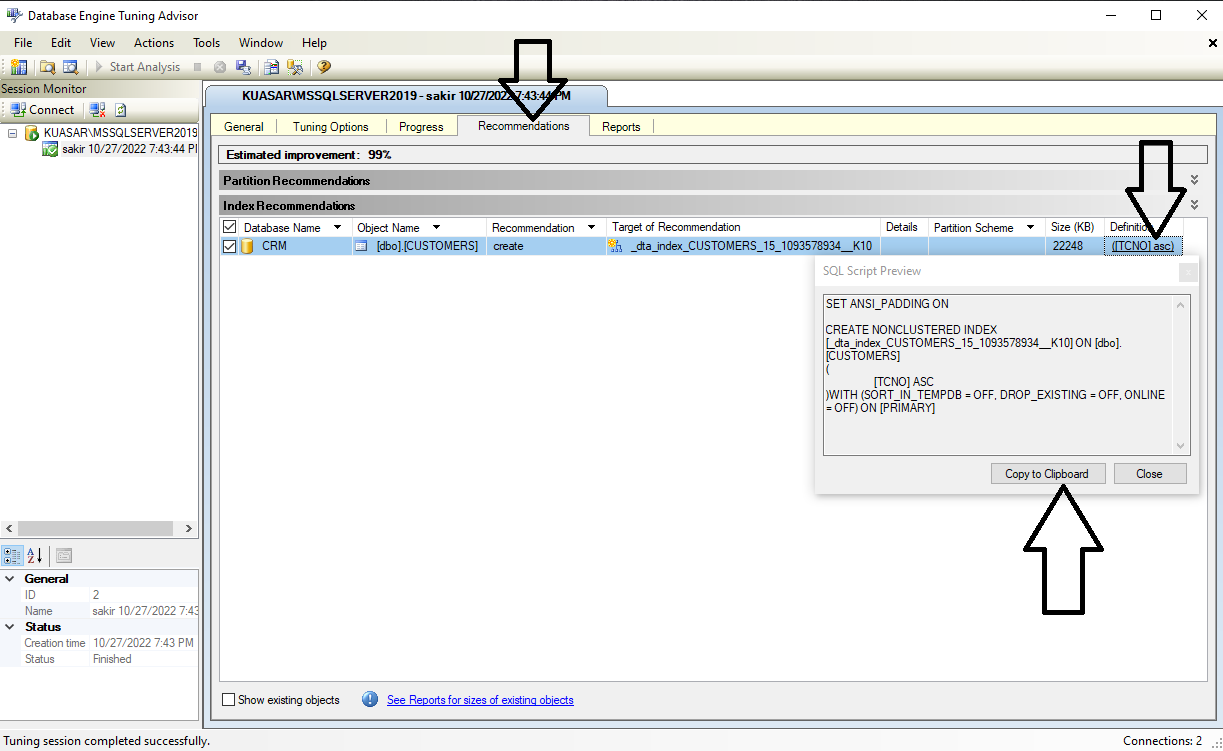 Database Engine Tuning Advisor
File Edit View Actions Tools Window Help
Start Analysis
Session Monitor
Connect
KUASAR\MSSQLSERVER2019
sakir 10/27/2022 7:43:44 PM
KUASAR\MSSQLSERVER2019 - sakir 10/27/2022 7:43:44 PM
General Tuning Options Progress Recommendations Reports
Estimated improvement: 99%
Partition Recommendations
Index Recommendations
Database Name Object Name Recommendation Target of Recommendation Details Partition Scheme Size (KB) Definition
CRM [dbo].[CUSTOMERS] create _dta_index_CUSTOMERS_15_1093578934__K10 22248 ([TCNO] asc)
SQL Script Preview
SET ANSI_PADDING ON
CREATE NONCLUSTERED INDEX
[_dta_index_CUSTOMERS_15_1093578934__K10] ON [dbo].
[CUSTOMERS]
(
[TCNO] ASC
)WITH (SORT_IN_TEMPDB = OFF, DROP_EXISTING = OFF, ONLINE
= OFF) ON [PRIMARY]
Copy to Clipboard Close
General
ID 2
Name sakir 10/27/2022 7:43
Status
Creation time 10/27/2022 7:43 PM
Status Finished
Show existing objects See Reports for sizes of existing objects
Tuning session completed successfully. Connections: 2